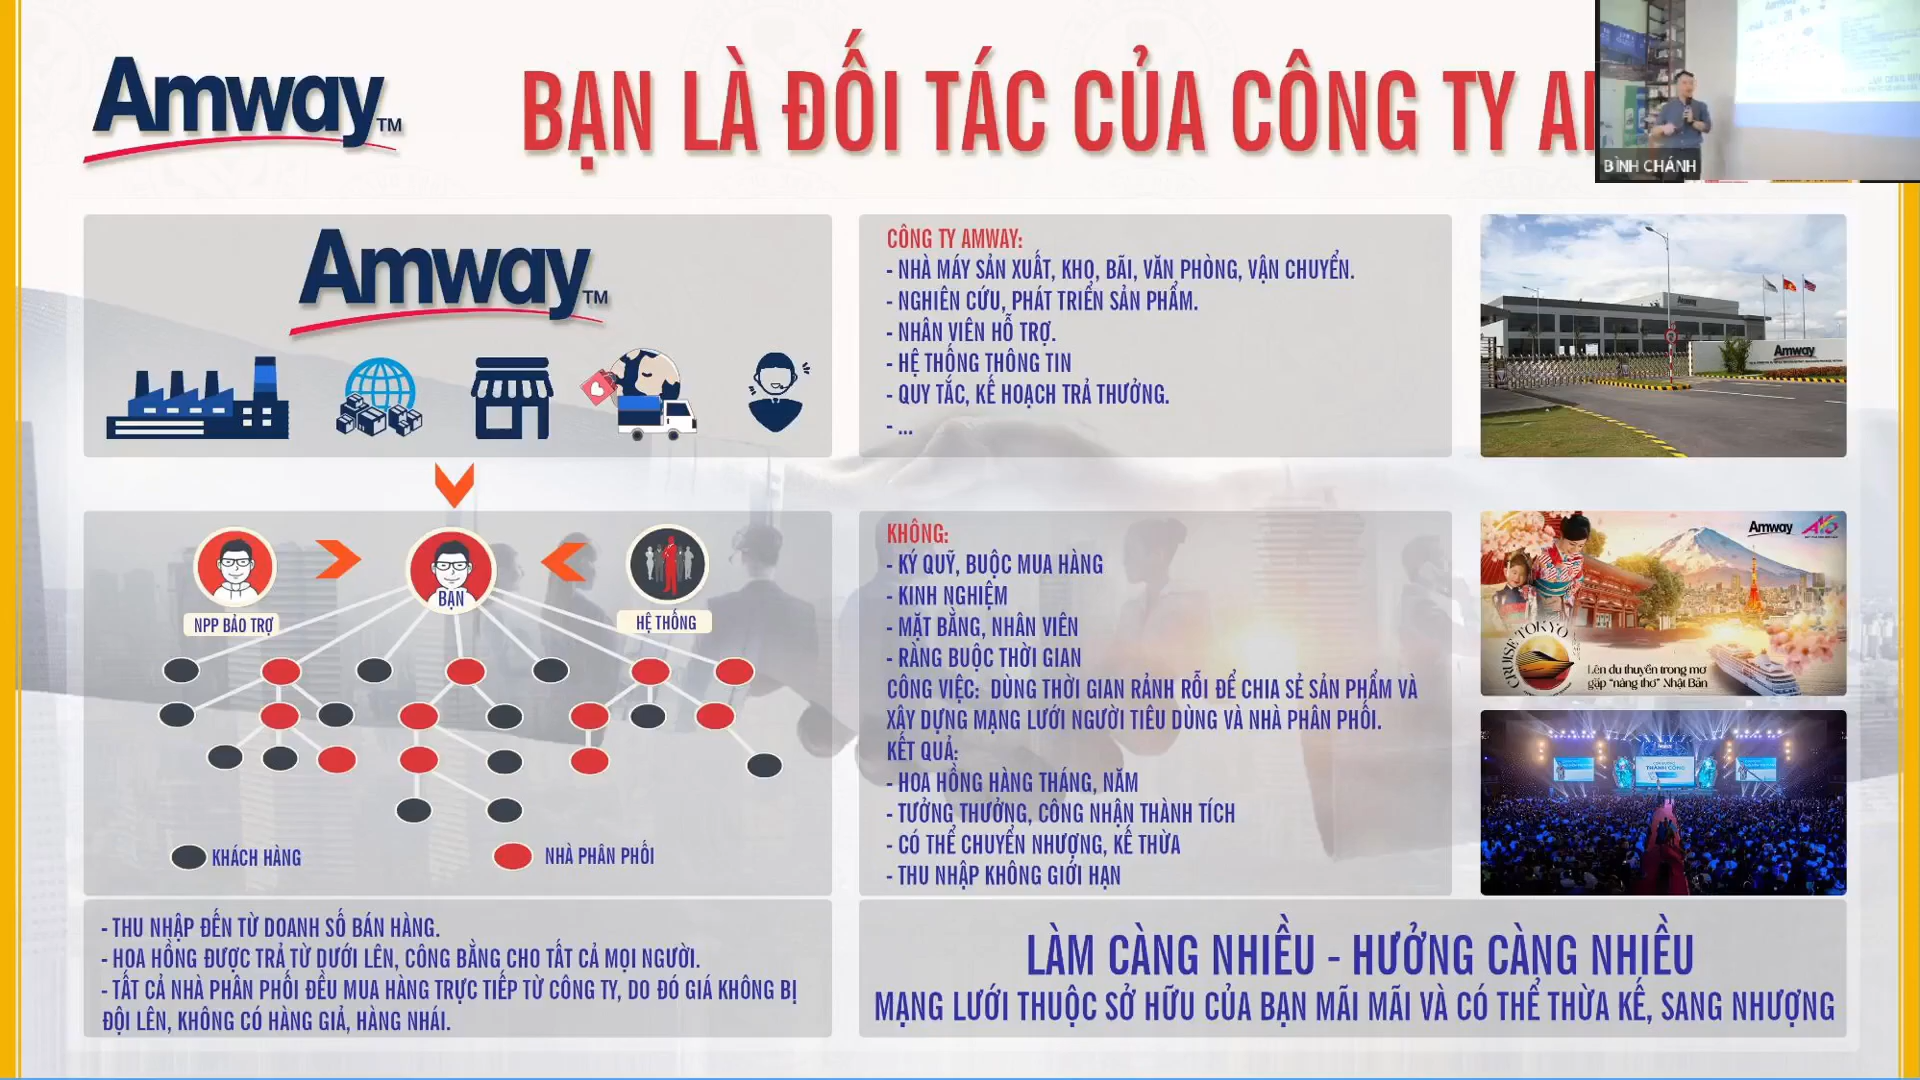 Amway™
BẠN LÀ ĐỐI TÁC CỦA CÔNG TY
BÌNH CHÁNH
Amway™
CÔNG TY AMWAY:
- NHÀ MÁY SẢN XUẤT, KHO, BÃI, VĂN PHÒNG, VẬN CHUYỂN.
- NGHIÊN CỨU, PHÁT TRIỂN SẢN PHẨM.
- NHÂN VIÊN HỖ TRỢ.
- HỆ THỐNG THÔNG TIN
- QUY TẮC, KẾ HOẠCH TRẢ THƯỞNG.
- ...
Amway
Amway
NPP BẢO TRỢ
BẠN
HỆ THỐNG
KHÁCH HÀNG
NHÀ PHÂN PHỐI
KHÔNG:
- KÝ QUỸ, BUỘC MUA HÀNG
- KINH NGHIỆM
- MẶT BẰNG, NHÂN VIÊN
- RÀNG BUỘC THỜI GIAN
CÔNG VIỆC: DÙNG THỜI GIAN RẢNH RỖI ĐỂ CHIA SẺ SẢN PHẨM VÀ
XÂY DỰNG MẠNG LƯỚI NGƯỜI TIÊU DÙNG VÀ NHÀ PHÂN PHỐI.
KẾT QUẢ:
- HOA HỒNG HÀNG THÁNG, NĂM
- TƯỞNG THƯỞNG, CÔNG NHẬN THÀNH TÍCH
- CÓ THỂ CHUYỂN NHƯỢNG, KẾ THỪA
- THU NHẬP KHÔNG GIỚI HẠN
Amway
CRUISE TOKYO
Lên du thuyền trong mơ
gặp "nàng thơ" Nhật Bản
THÀNH CÔNG
- THU NHẬP ĐẾN TỪ DOANH SỐ BÁN HÀNG.
- HOA HỒNG ĐƯỢC TRẢ TỪ DƯỚI LÊN, CÔNG BẰNG CHO TẤT CẢ MỌI NGƯỜI.
- TẤT CẢ NHÀ PHÂN PHỐI ĐỀU MUA HÀNG TRỰC TIẾP TỪ CÔNG TY, DO ĐÓ GIÁ KHÔNG BỊ
ĐỘI LÊN, KHÔNG CÓ HÀNG GIẢ, HÀNG NHÁI.
LÀM CÀNG NHIỀU - HƯỞNG CÀNG NHIỀU
MẠNG LƯỚI THUỘC SỞ HỮU CỦA BẠN MÃI MÃI VÀ CÓ THỂ THỪA KẾ, SANG NHƯỢNG